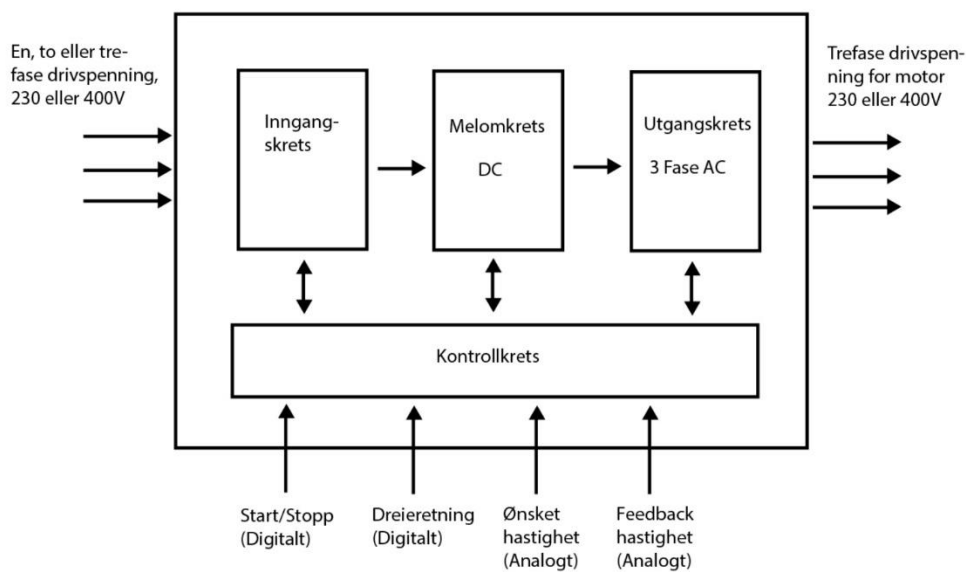 En, to eller tre-
fase drivspenning,
230 eller 400V
Inngang-
skrets
Melomkrets
DC
Utgangskrets
3 Fase AC
Trefase drivspen-
ning for motor
230 eller 400V
Kontrollkrets
Start/Stopp
(Digitalt)
Dreieretning
(Digitalt)
Ønsket
hastighet
(Analogt)
Feedback
hastighet
(Analogt)